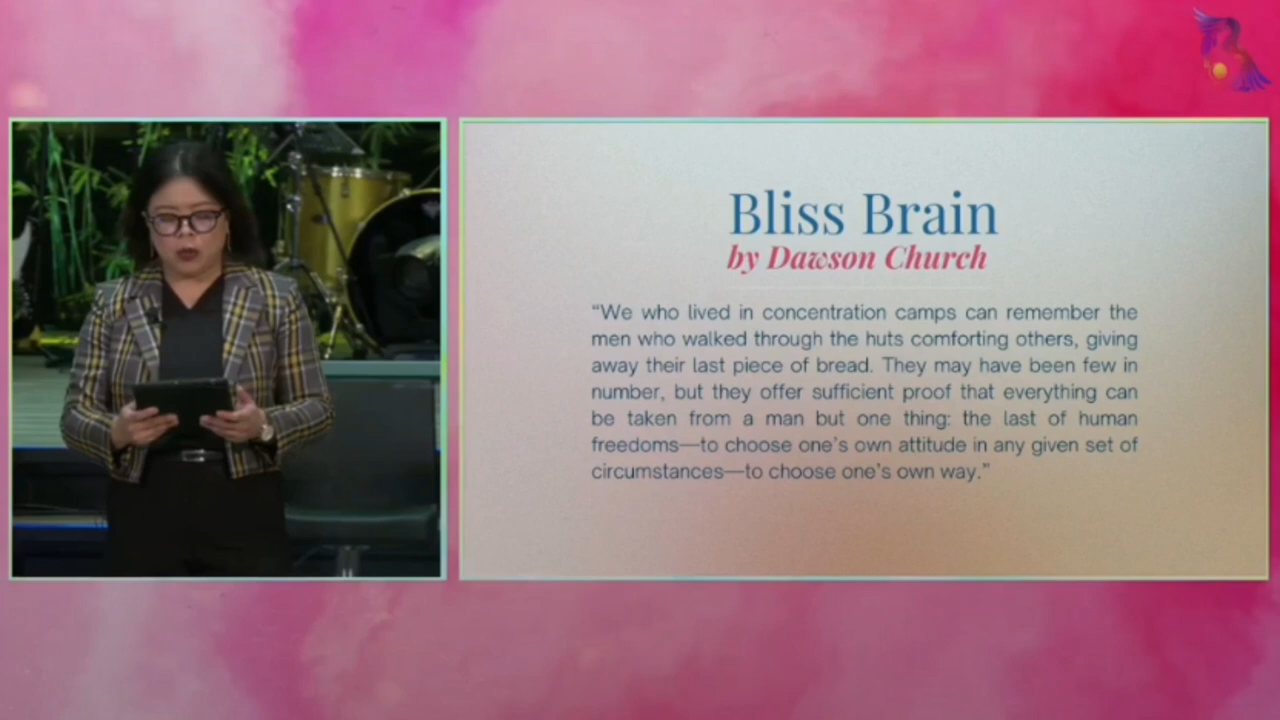 Bliss Brain
by Dawson Church
“We who lived in concentration camps can remember the
men who walked through the huts comforting others, giving
away their last piece of bread. They may have been few in
number, but they offer sufficient proof that everything can
be taken from a man but one thing: the last of human
freedoms—to choose one’s own attitude in any given set of
circumstances—to choose one’s own way.”